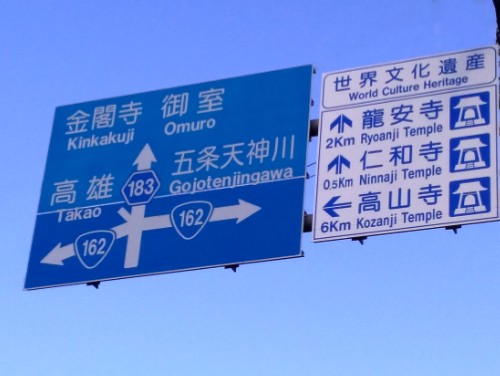 金閣寺 御室
Kinkakuji Omuro
高雄
Takao
183
五条天神川
Gojotenjingawa
162
162
世界文化遺産
World Culture Heritage
龍安寺
2Km Ryoanji Temple
仁和寺
0.5Km Ninnaji Temple
高山寺
6Km Kozanji Temple